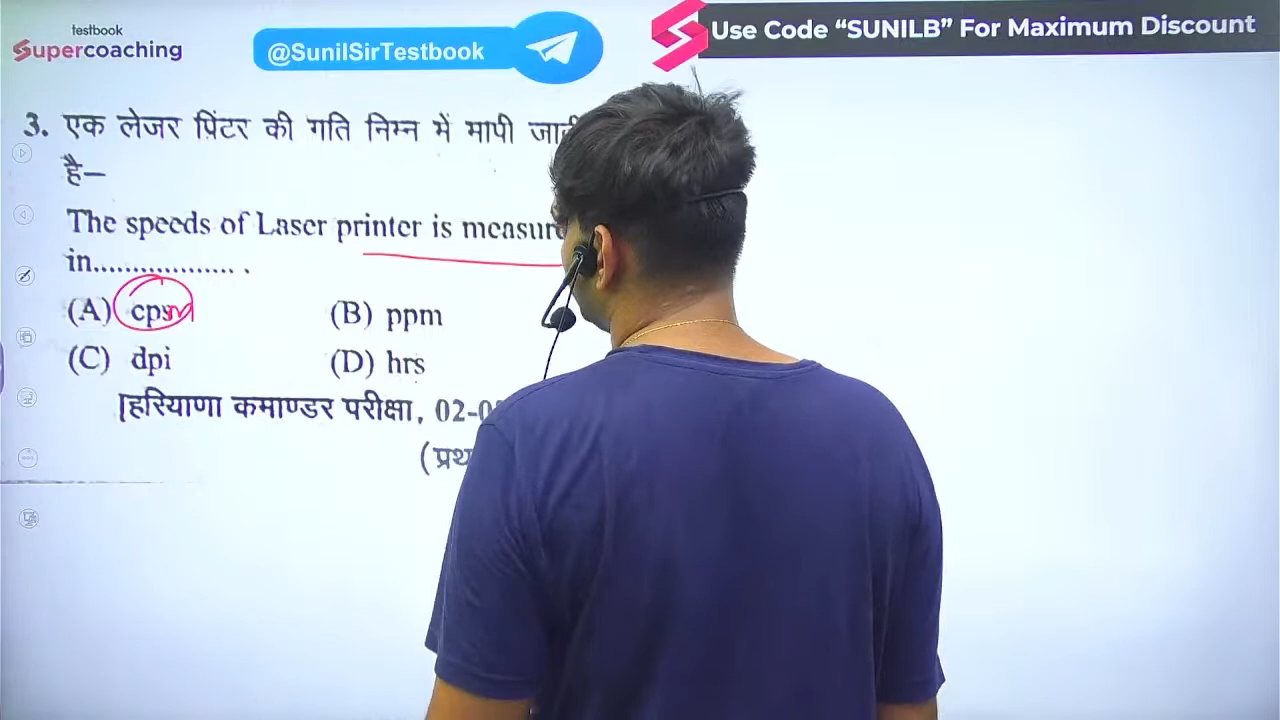 testbook
Supercoaching
@SunilSirTestbook
Use Code “SUNILB” For Maximum Discount
3. एक लेजर प्रिंटर की गति निम्न में मापी
है–
The speeds of Laser printer is
in.................. .
(A) cps
(B) ppm
(C) dpi
(D) hrs
[हरियाणा कमाण्डर परीक्षा,